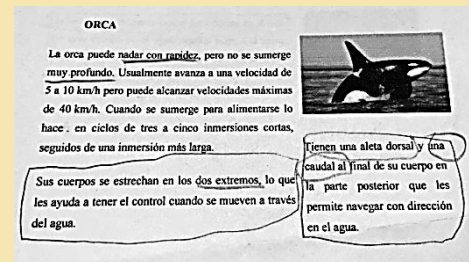 ORCA
La orca puede nadar con rapidez, pero no se sumerge
muy profundo. Usualmente avanza a una velocidad de
5 a 10 km/h pero puede alcanzar velocidades máximas
de 40 km/h. Cuando se sumerge para alimentarse lo
hace . en ciclos de tres a cinco inmersiones cortas,
seguidos de una inmersión más larga.
Sus cuerpos se estrechan en los dos extremos, lo que
les ayuda a tener el control cuando se mueven a través
del agua.
Tienen una aleta dorsal y una
caudal al final de su cuerpo en
la parte posterior que les
permite navegar con dirección
en el agua.